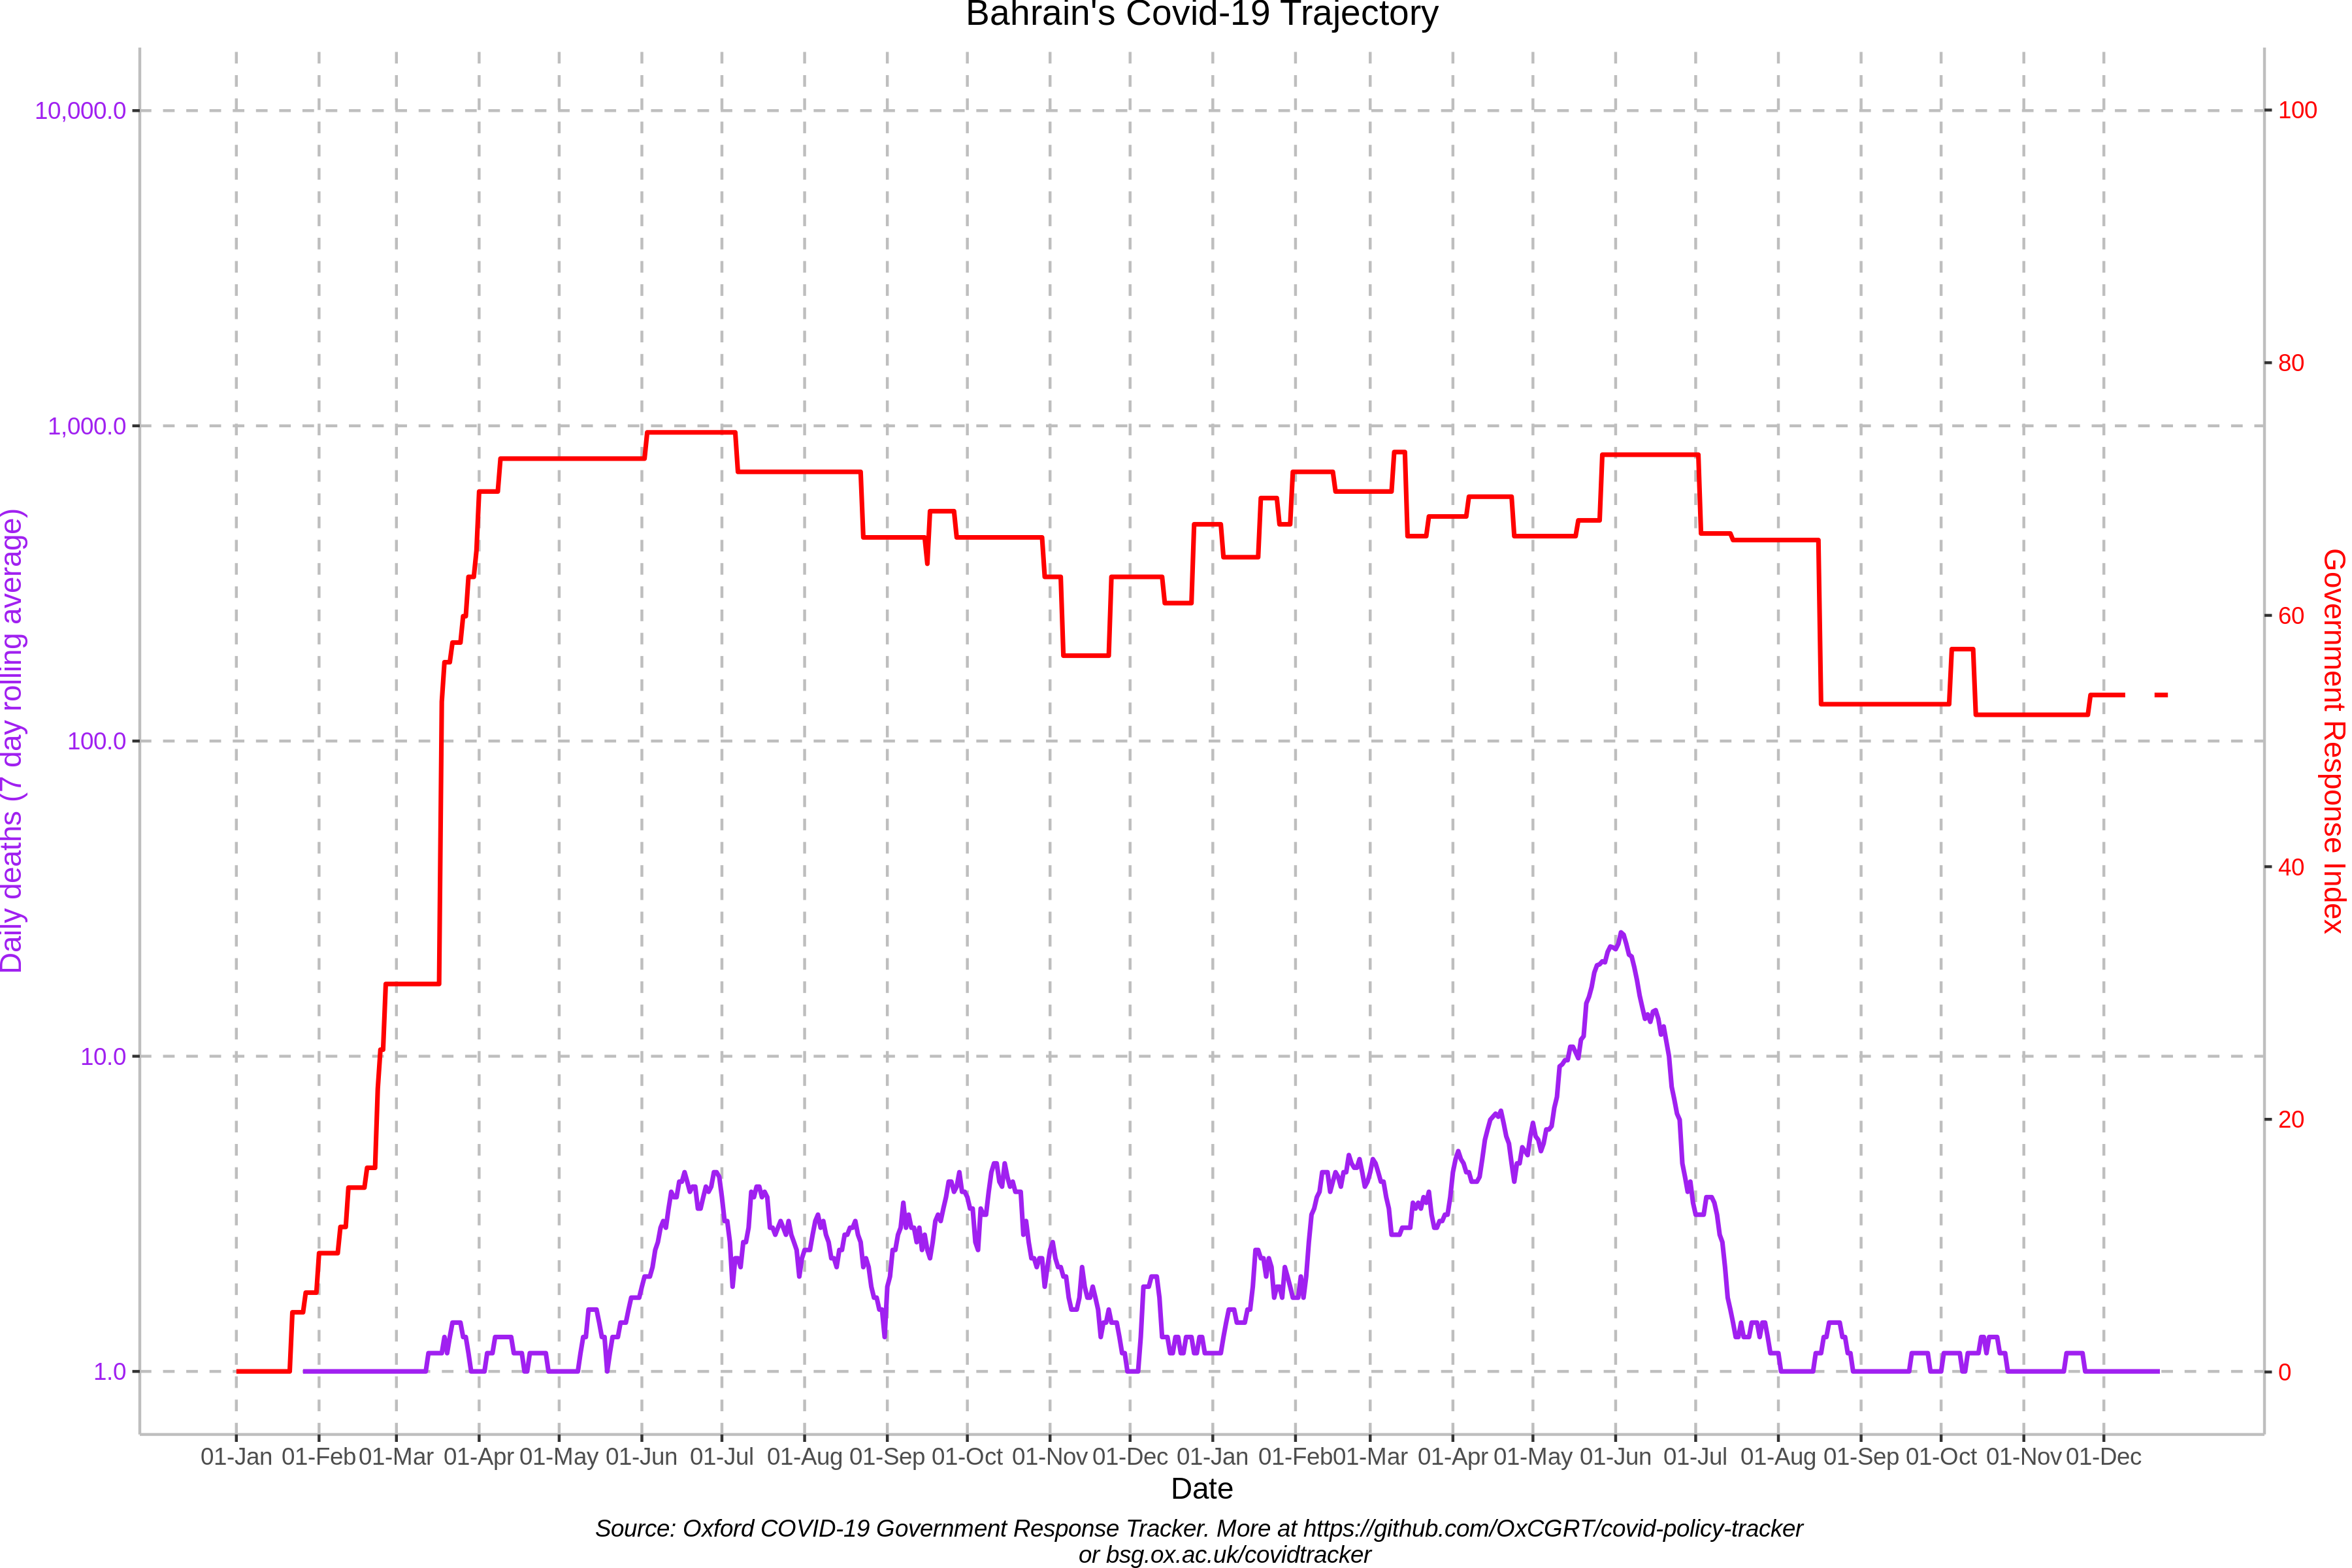 Bahrain's Covid-19 Trajectory
10,000.0
1,000.0
100.0
10.0
1.0
Daily deaths (7 day rolling average)
100
80
60
40
20
0
Government Response Index
01-Jan 01-Feb 01-Mar 01-Apr 01-May 01-Jun 01-Jul 01-Aug 01-Sep 01-Oct 01-Nov 01-Dec 01-Jan 01-Feb 01-Mar 01-Apr 01-May 01-Jun 01-Jul 01-Aug 01-Sep 01-Oct 01-Nov 01-Dec
Date
Source: Oxford COVID-19 Government Response Tracker. More at https://github.com/OxCGRT/covid-policy-tracker
or bsg.ox.ac.uk/covidtracker